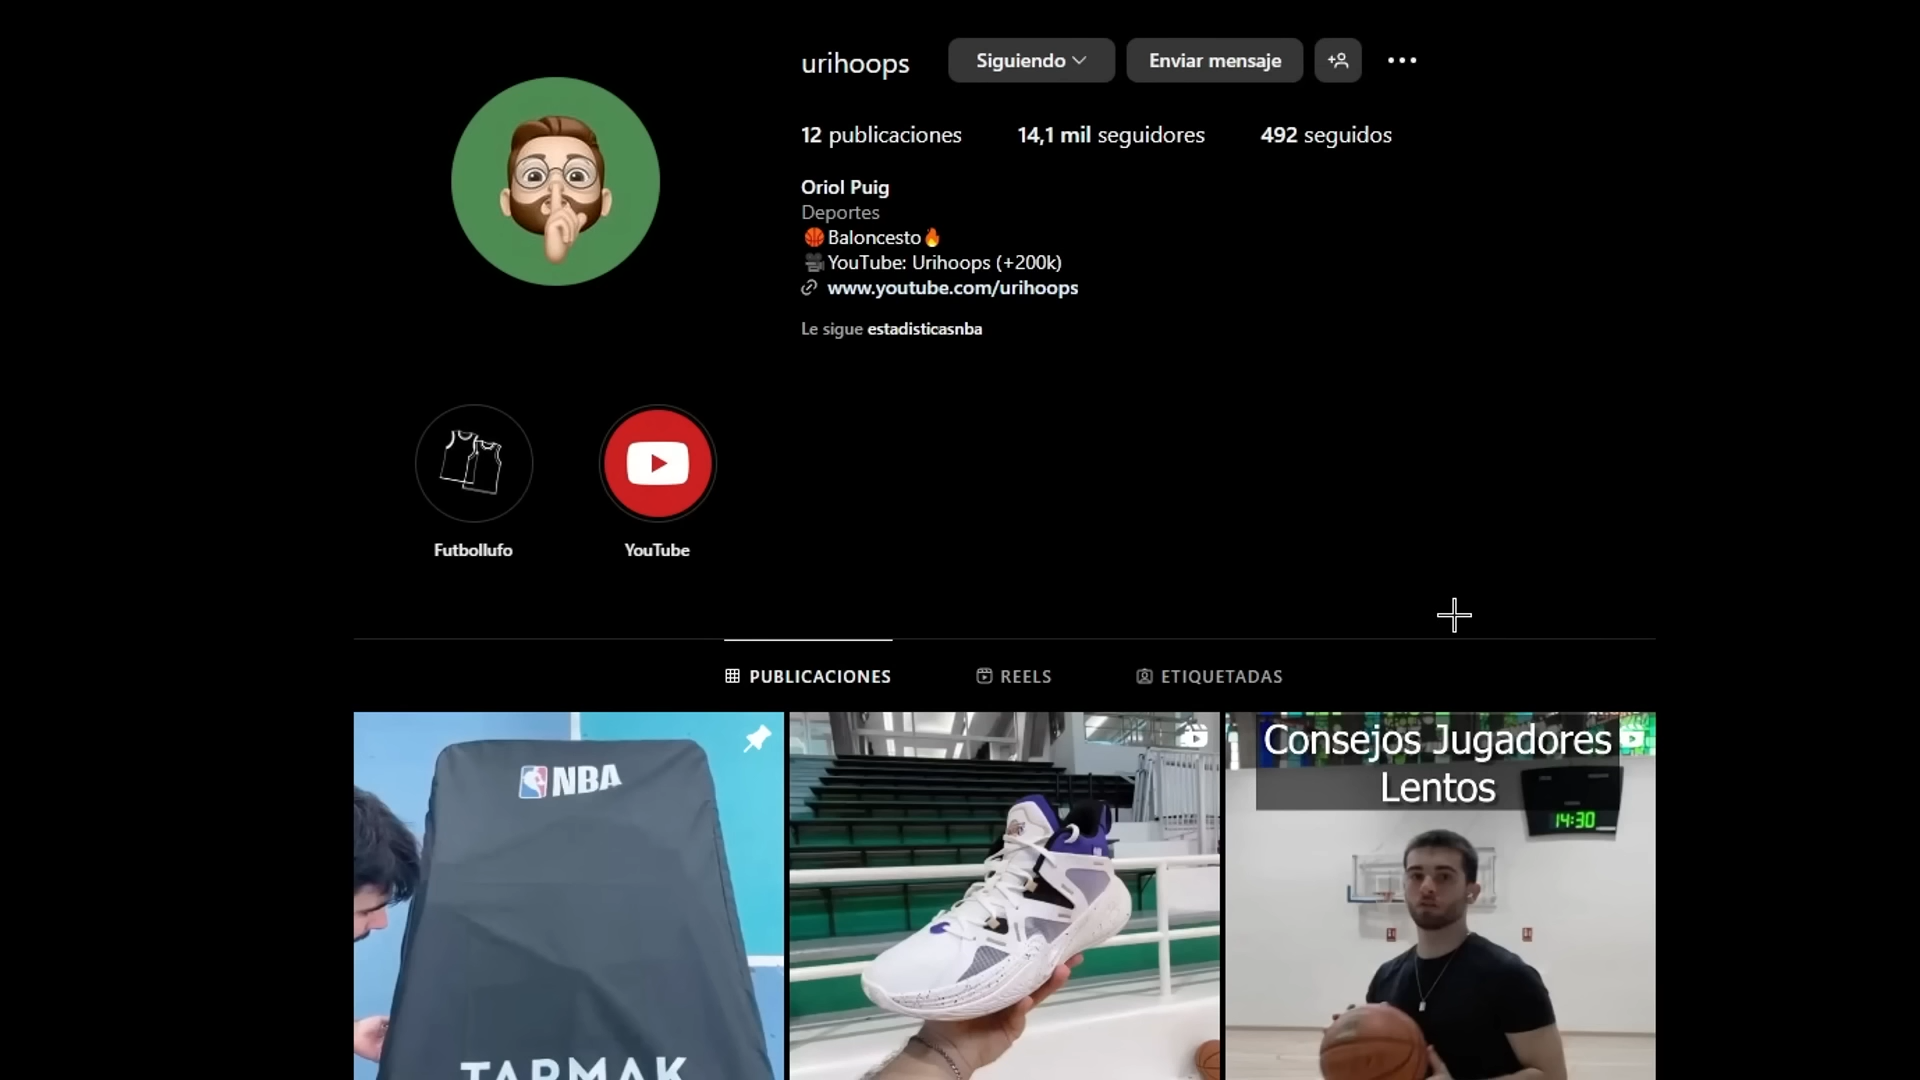 urihoops
Siguiendo
Enviar mensaje
12 publicaciones
14,1 mil seguidores
492 seguidos
Oriol Puig
Deportes
🏀Baloncesto🔥
🎥YouTube: Urihoops (+200k)
www.youtube.com/urihoops
Le sigue estadisticasnba
Futbollufo
YouTube
PUBLICACIONES
REELS
ETIQUETADAS
NBA
TARMAK
Consejos Jugadores
Lentos
14:30